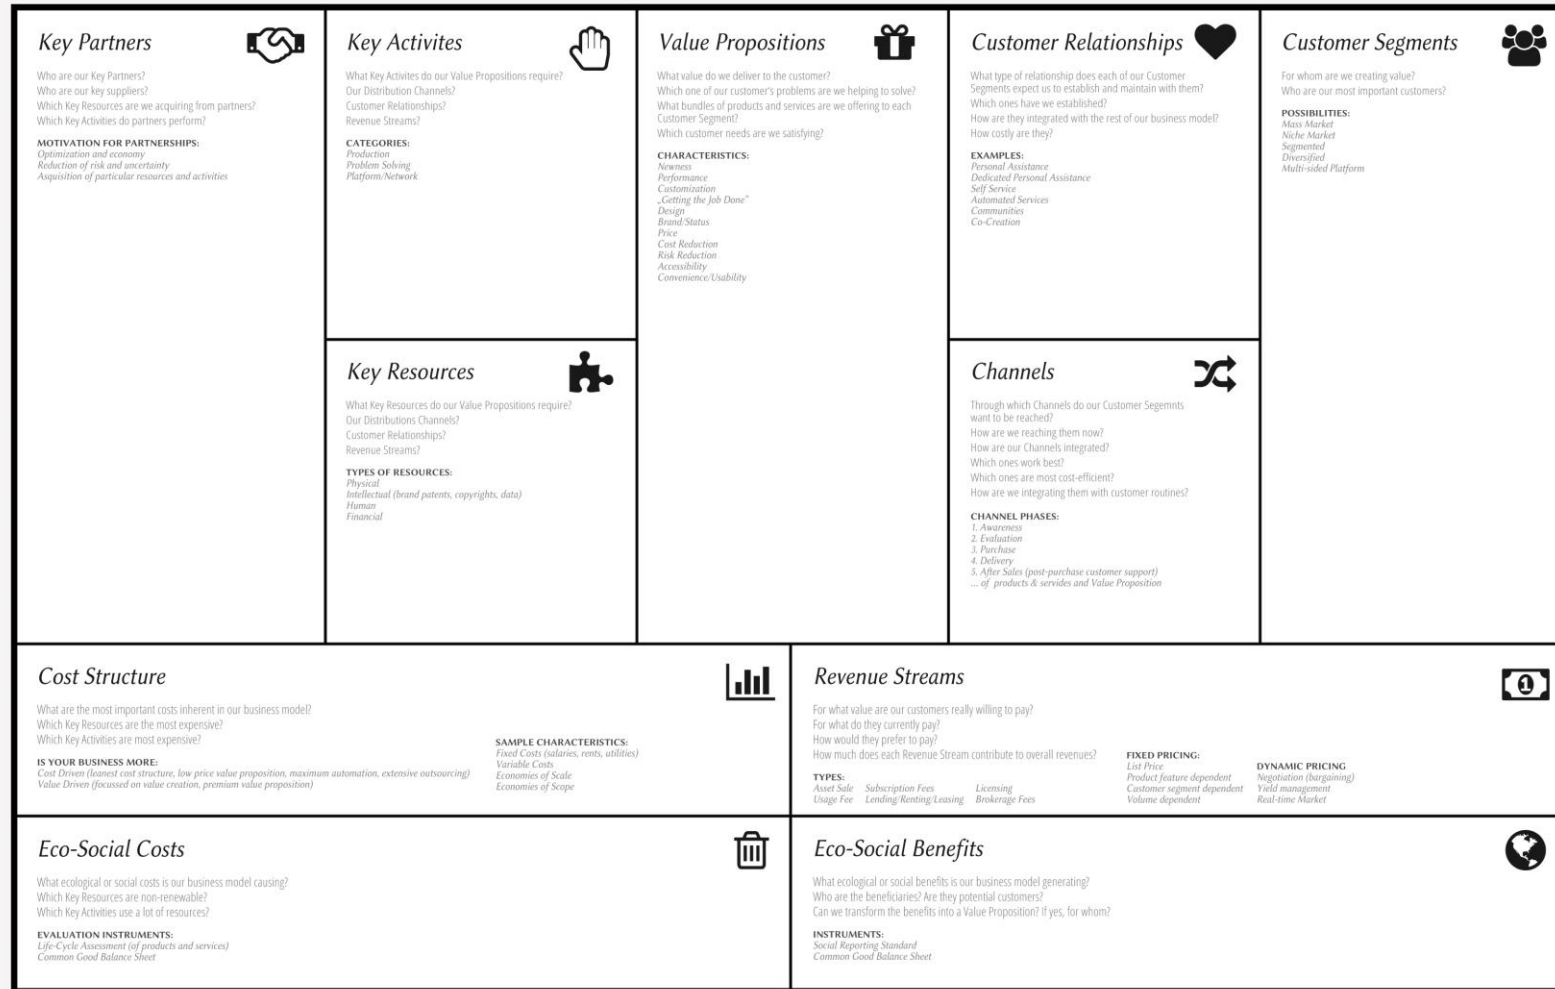 Key Partners
Who are our Key Partners?
Who are our key suppliers?
Which Key Resources are we acquiring from partners?
Which Key Activities do partners perform?
MOTIVATION FOR PARTNERSHIPS:
Optimization and economy
Reduction of risk and uncertainty
Asquisition of particular resources and activities
Key Activites
What Key Activites do our Value Propositions require?
Our Distribution Channels?
Customer Relationships?
Revenue Streams?
CATEGORIES:
Production
Problem Solving
Platform/Network
Key Resources
What Key Resources do our Value Propositions require?
Our Distributions Channels?
Customer Relationships?
Revenue Streams?
TYPES OF RESOURCES:
Physical
Intellectual (brand patents, copyrights, data)
Human
Financial
Value Propositions
What value do we deliver to the customer?
Which one of our customer's problems are we helping to solve?
What bundles of products and services are we offering to each
Customer Segment?
Which customer needs are we satisfying?
CHARACTERISTICS:
Newness
Performance
Customization
„Getting the Job Done"
Design
Brand/Status
Price
Cost Reduction
Risk Reduction
Accessibility
Convenience/Usability
Customer Relationships
What type of relationship does each of our Customer
Segments expect us to establish and maintain with them?
Which ones have we established?
How are they integrated with the rest of our business model?
How costly are they?
EXAMPLES:
Personal Assistance
Dedicated Personal Assistance
Self Service
Automated Services
Communities
Co-Creation
Channels
Through which Channels do our Customer Segemnts
want to be reached?
How are we reaching them now?
How are our Channels integrated?
Which ones work best?
Which ones are most cost-efficient?
How are we integrating them with customer routines?
CHANNEL PHASES:
1. Awareness
2. Evaluation
3. Purchase
4. Delivery
5. After Sales (post-purchase customer support)
... of products & servides and Value Proposition
Customer Segments
For whom are we creating value?
Who are our most important customers?
POSSIBILITIES:
Mass Market
Niche Market
Segmented
Diversified
Multi-sided Platform
Cost Structure
What are the most important costs inherent in our business model?
Which Key Resources are the most expensive?
Which Key Activities are most expensive?
IS YOUR BUSINESS MORE:
Cost Driven (leanest cost structure, low price value proposition, maximum automation, extensive outsourcing)
Value Driven (focussed on value creation, premium value proposition)
SAMPLE CHARACTERISTICS:
Fixed Costs (salaries, rents, utilities)
Variable Costs
Economies of Scale
Economies of Scope
Revenue Streams
1
For what value are our customers really willing to pay?
For what do they currently pay?
How would they prefer to pay?
How much does each Revenue Stream contribute to overall revenues?
TYPES:
Asset Sale Subscription Fees Licensing
Usage Fee Lending/Renting/Leasing Brokerage Fees
FIXED PRICING:
List Price
Product feature dependent
Customer segment dependent
Volume dependent
DYNAMIC PRICING
Negotiation (bargaining)
Yield management
Real-time Market
Eco-Social Costs
What ecological or social costs is our business model causing?
Which Key Resources are non-renewable?
Which Key Activities use a lot of resources?
EVALUATION INSTRUMENTS:
Life-Cycle Assessment (of products and services)
Common Good Balance Sheet
Eco-Social Benefits
What ecological or social benefits is our business model generating?
Who are the beneficiaries? Are they potential customers?
Can we transform the benefits into a Value Proposition? If yes, for whom?
INSTRUMENTS:
Social Reporting Standard
Common Good Balance Sheet